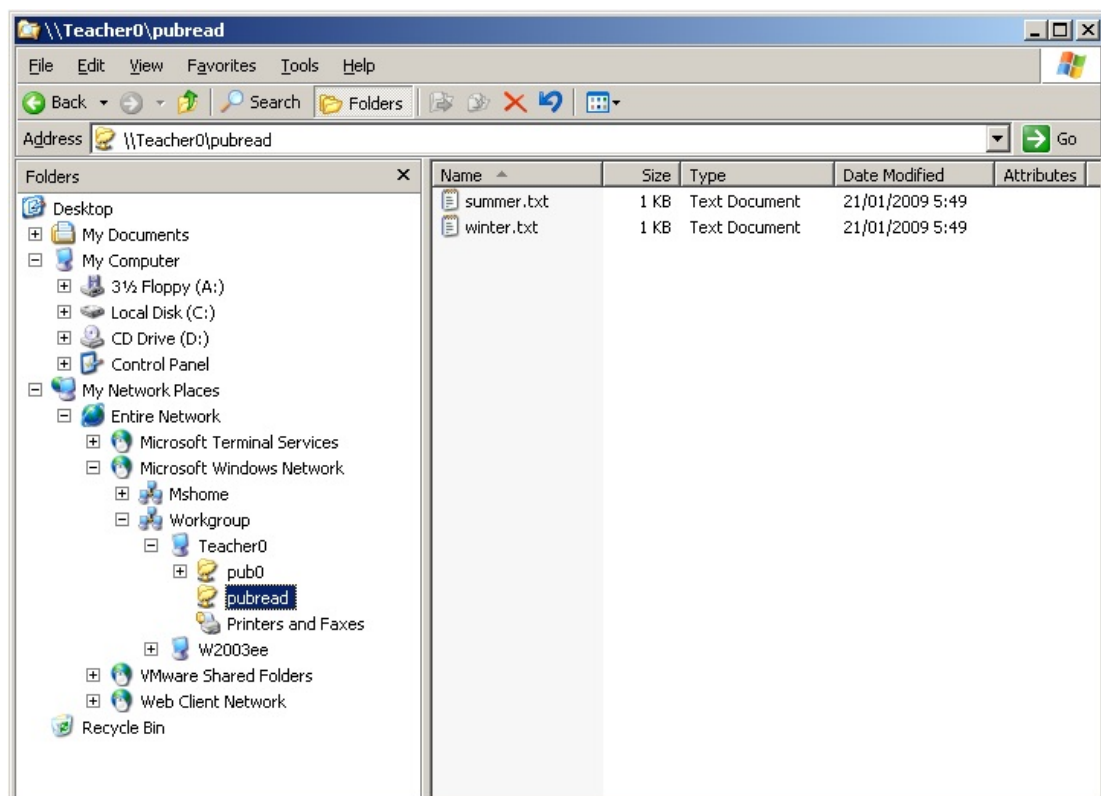 \\Teacher0\pubread
File Edit View Favorites Tools Help
Back Search Folders
Address \\Teacher0\pubread Go
Folders
Desktop
My Documents
My Computer
3½ Floppy (A:)
Local Disk (C:)
CD Drive (D:)
Control Panel
My Network Places
Entire Network
Microsoft Terminal Services
Microsoft Windows Network
Mshome
Workgroup
Teacher0
pub0
pubread
Printers and Faxes
W2003ee
VMware Shared Folders
Web Client Network
Recycle Bin
Name Size Type Date Modified Attributes
summer.txt 1 KB Text Document 21/01/2009 5:49
winter.txt 1 KB Text Document 21/01/2009 5:49